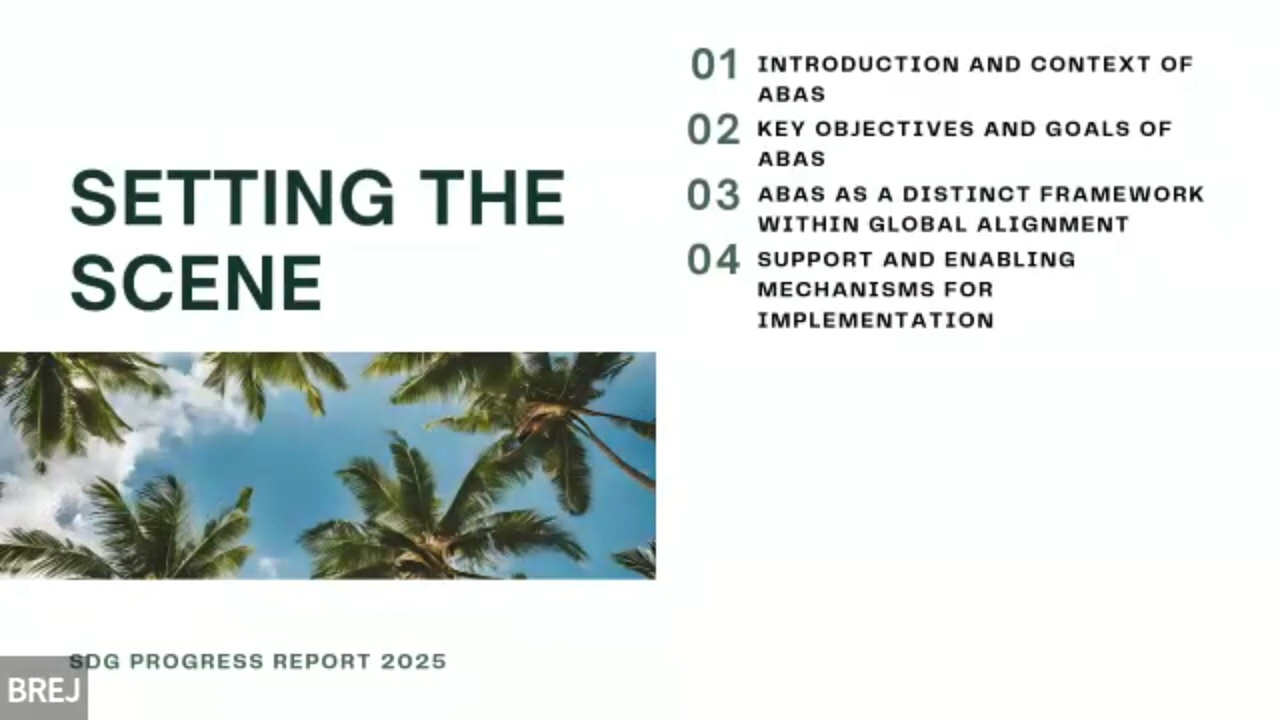 SETTING THE
SCENE
01 INTRODUCTION AND CONTEXT OF
ABAS
02 KEY OBJECTIVES AND GOALS OF
ABAS
03 ABAS AS A DISTINCT FRAMEWORK
WITHIN GLOBAL ALIGNMENT
04 SUPPORT AND ENABLING
MECHANISMS FOR
IMPLEMENTATION
SDG PROGRESS REPORT 2025
BREJ